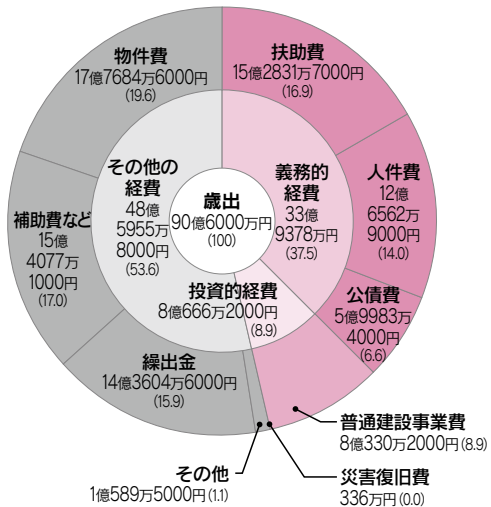 物件費
17億7684万6000円
(19.6)
扶助費
15億2831万7000円
(16.9)
人件費
12億
6562万
9000円
(14.0)
公債費
5億9983万
4000円
(6.6)
義務的
経費
33億
9378万円
(37.5)
歳出
90億6000万円
(100)
その他の
経費
48億
5955万
8000円
(53.6)
投資的経費
8億666万2000円
(8.9)
補助費など
15億
4077万
1000円
(17.0)
繰出金
14億3604万6000円
(15.9)
普通建設事業費
8億330万2000円(8.9)
災害復旧費
336万円(0.0)
その他
1億589万5000円(1.1)